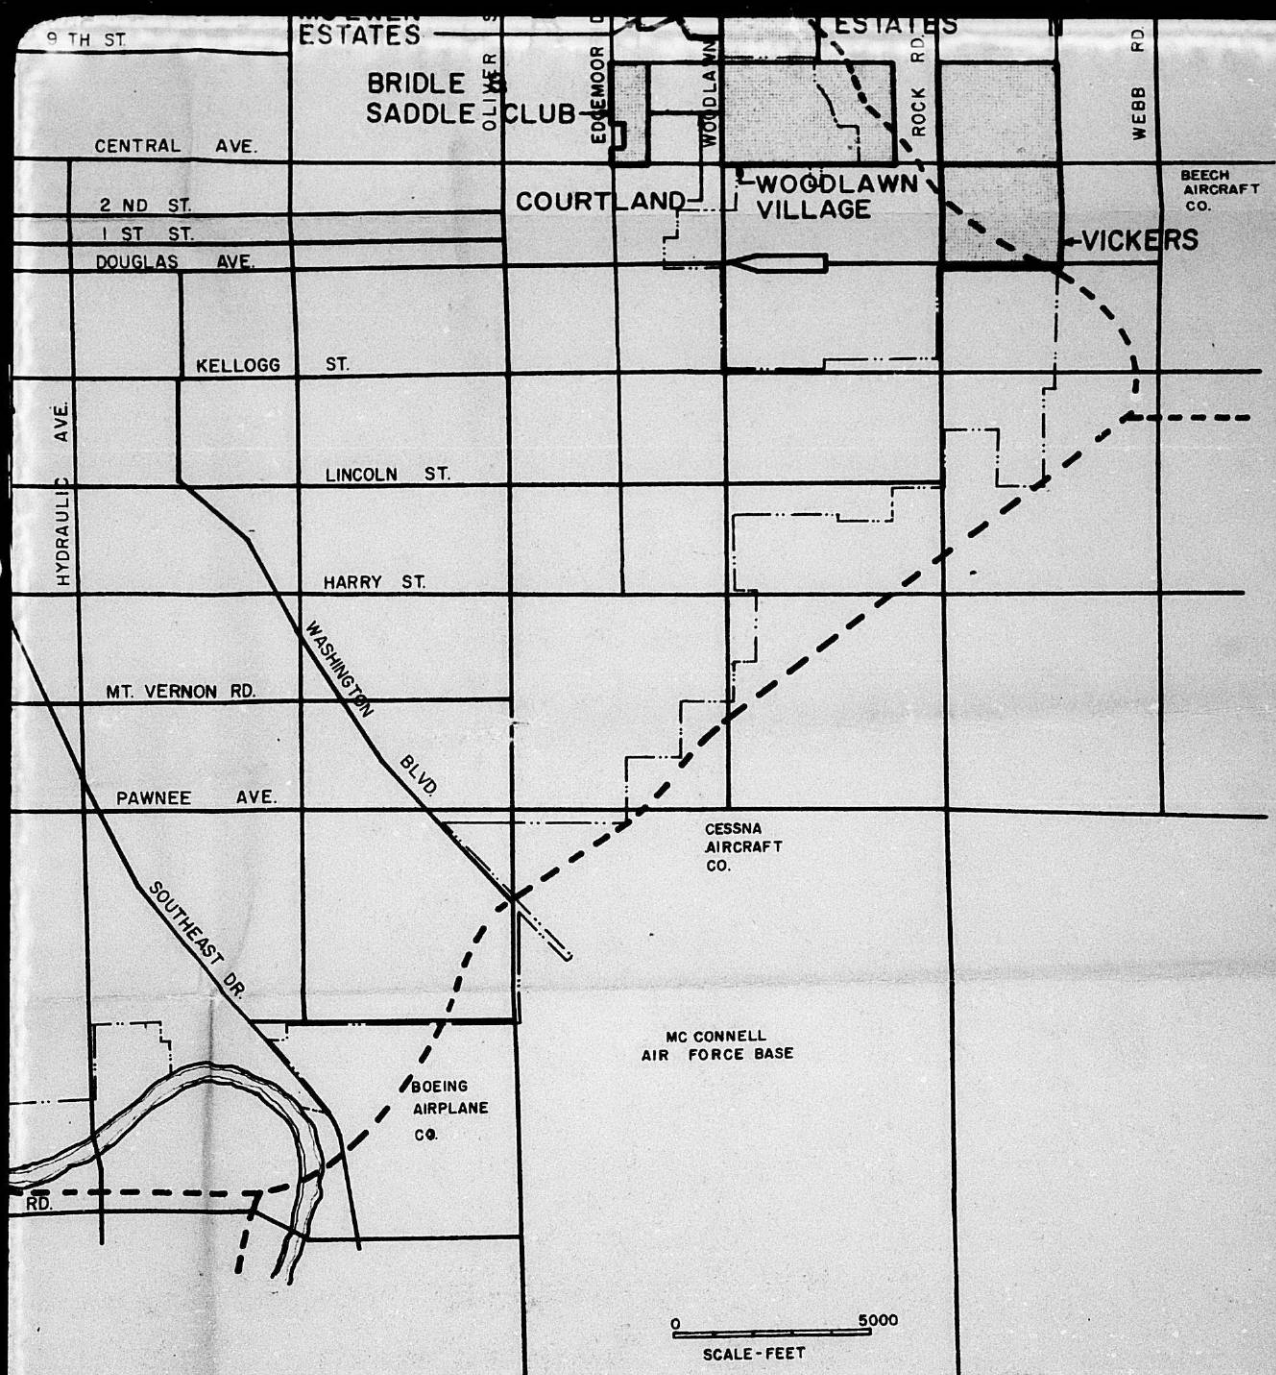 9 TH ST.
MC EWEN
ESTATES
OLIVER S
EDGEMOOR D
WOODLAWN
ESTATES
ROCK RD.
WEBB RD.
BRIDLE &
SADDLE CLUB
CENTRAL AVE.
BEECH
AIRCRAFT
CO.
WOODLAWN
VILLAGE
COURTLAND
2 ND ST.
1 ST ST.
VICKERS
DOUGLAS AVE.
KELLOGG ST.
HYDRAULIC AVE.
LINCOLN ST.
HARRY ST.
WASHINGTON
BLVD.
MT. VERNON RD.
PAWNEE AVE.
CESSNA
AIRCRAFT
CO.
SOUTHEAST DR.
MC CONNELL
AIR FORCE BASE
BOEING
AIRPLANE
CO.
RD.
0 5000
SCALE-FEET